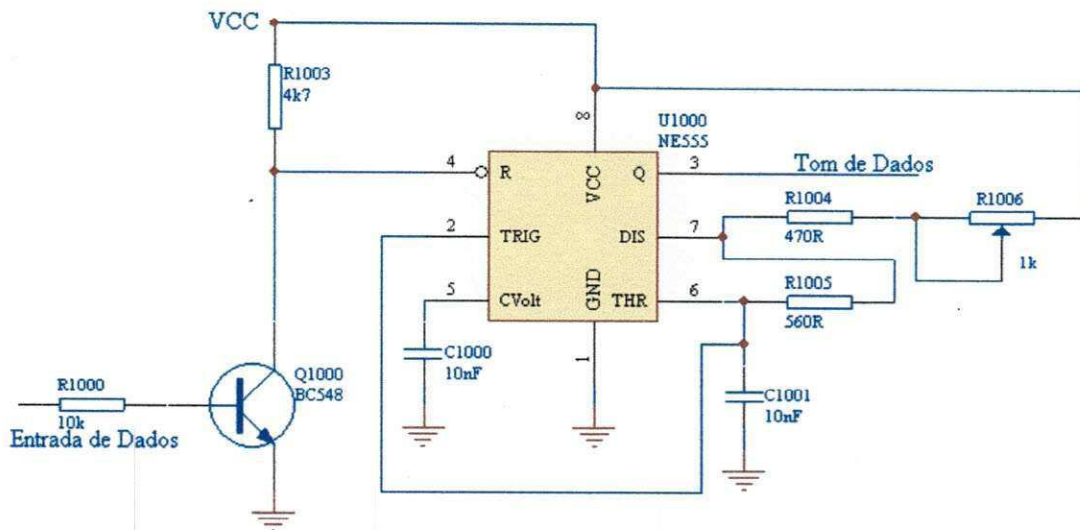 VCC
R1003
4k7
8
U1000
NE555
4
R
VCC
Q
3
Tom de Dados
R1004
470R
R1006
1k
2
TRIG
DIS
7
5
CVolt
GND
THR
6
R1005
560R
1
C1000
10nF
Q1000
BC548
C1001
10nF
R1000
10k
Entrada de Dados